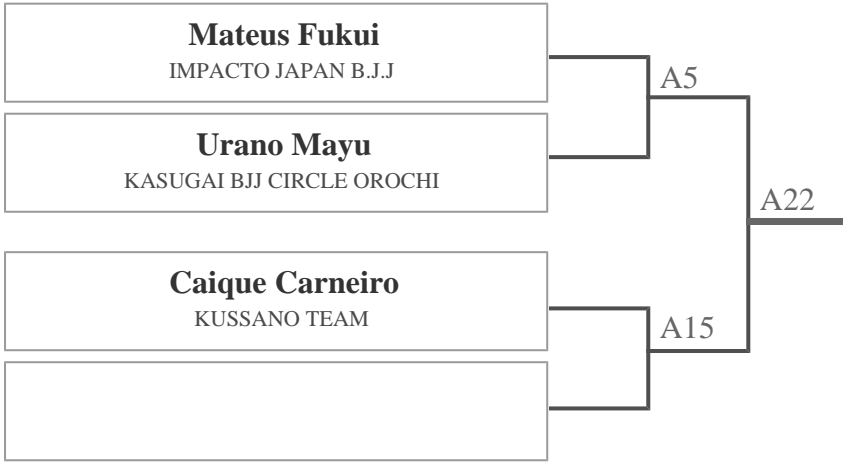 Mateus Fukui
IMPACTO JAPAN B.J.J
A5
Urano Mayu
KASUGAI BJJ CIRCLE OROCHI
A22
Caique Carneiro
KUSSANO TEAM
A15